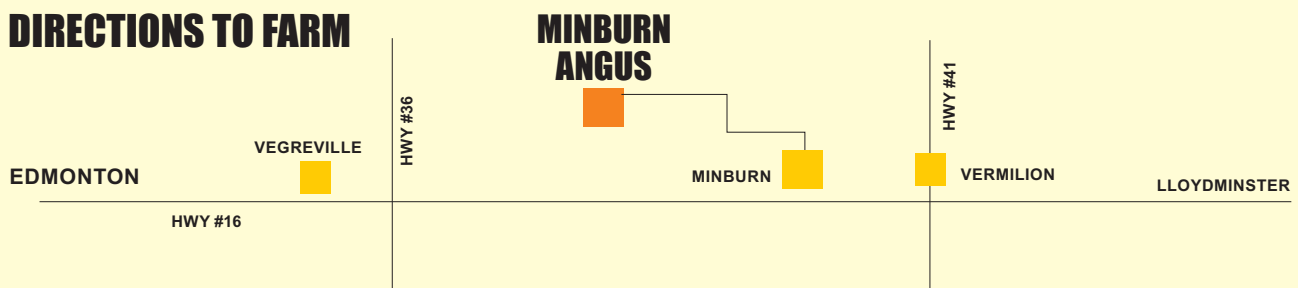 DIRECTIONS TO FARM
MINBURN
ANGUS
HWY #36
HWY #41
VEGREVILLE
EDMONTON
MINBURN
VERMILION
LLOYDMINSTER
HWY #16